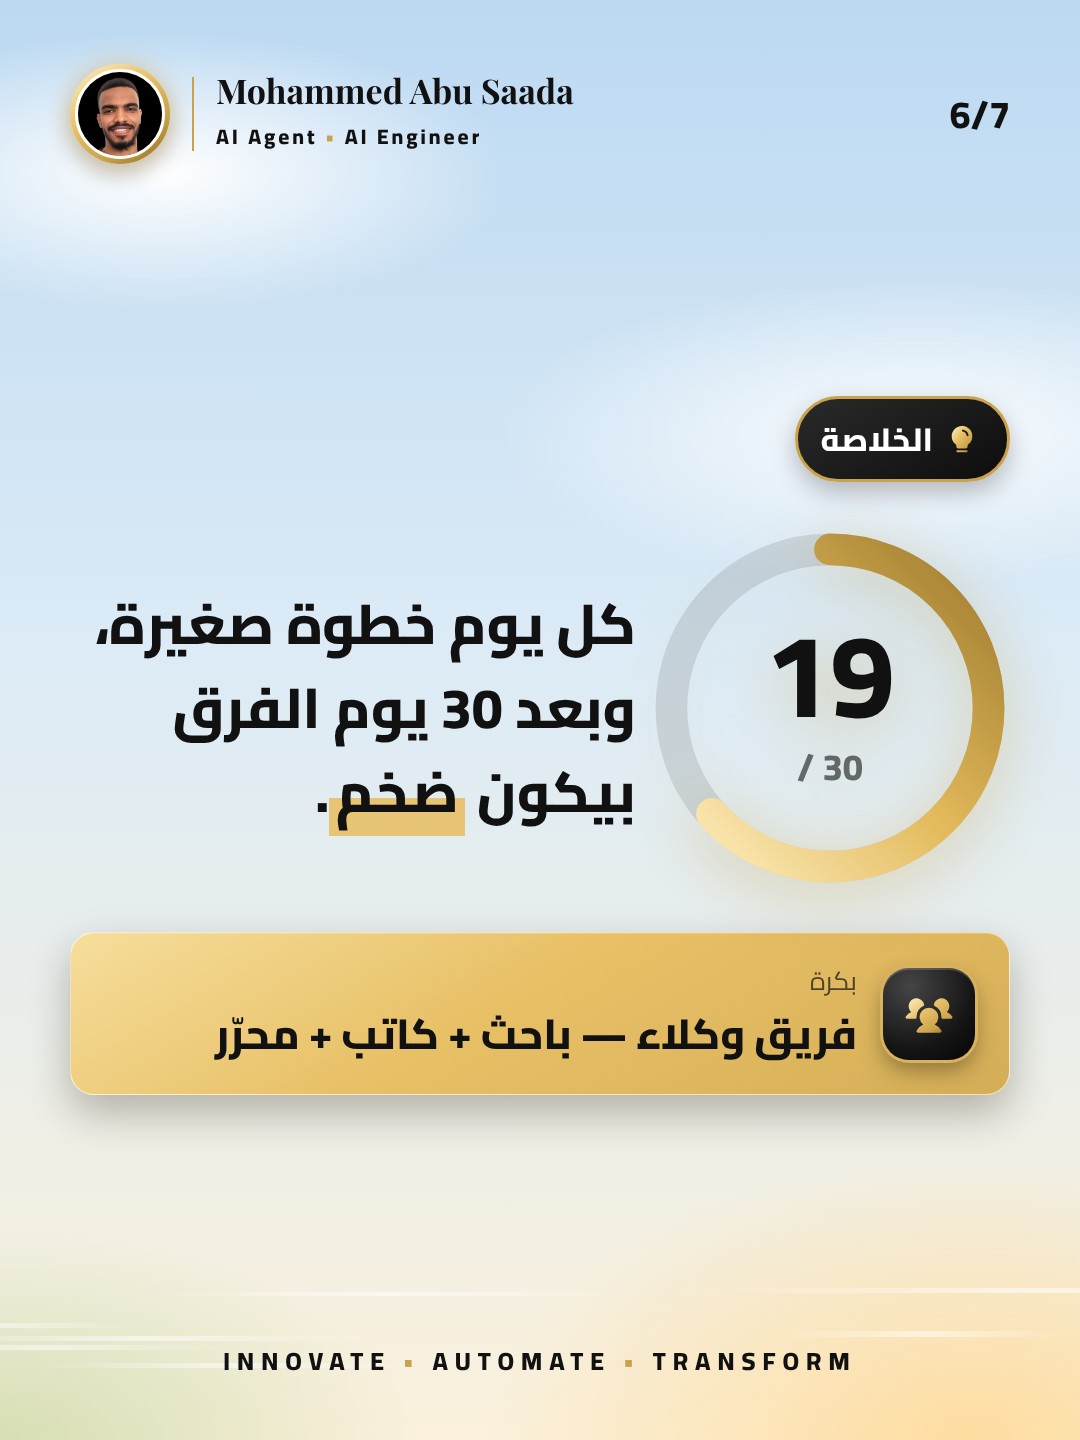 Mohammed Abu Saada
AI Agent ▪ AI Engineer
6/7
الخلاصة
19
/ 30
كل يوم خطوة صغيرة،
وبعد 30 يوم الفرق
بيكون ضخم.
بكرة
فريق وكلاء — باحث + كاتب + محرّر
INNOVATE ▪ AUTOMATE ▪ TRANSFORM